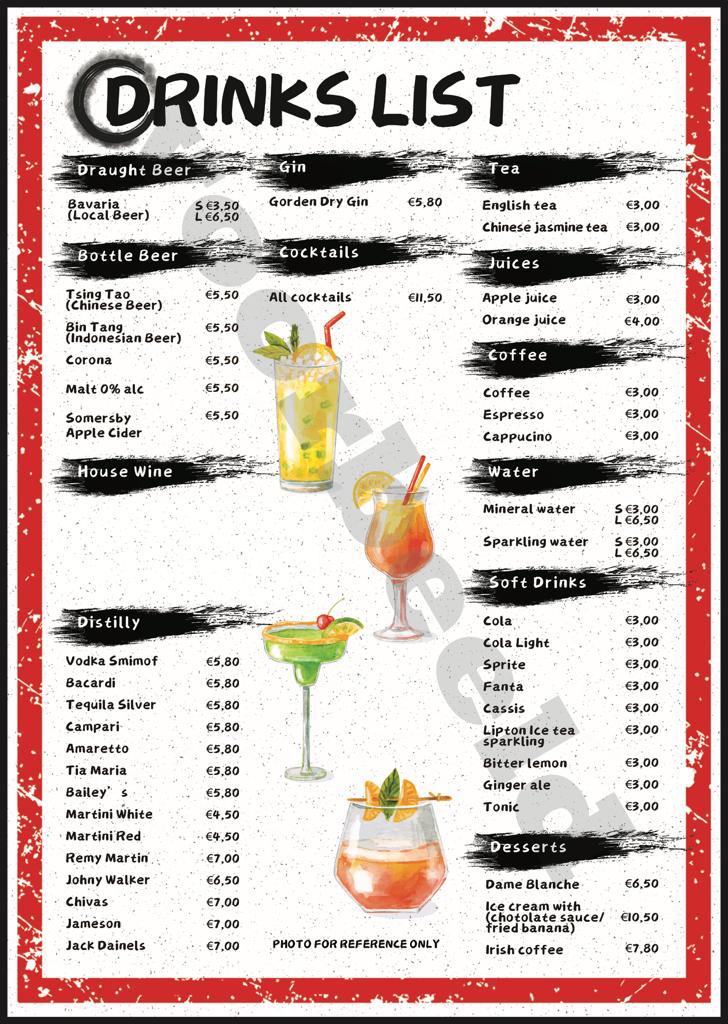 DRINKS LIST
Draught Beer
Bavaria S €3,50
(Local Beer) L €6,50
Bottle Beer
Tsing Tao €5,50
(Chinese Beer)
Bin Tang €5,50
(Indonesian Beer)
Corona €5,50
Malt 0% alc €5,50
Somersby €5,50
Apple Cider
House Wine
Distilly
Vodka Smimof €5,80
Bacardi €5,80
Tequila Silver €5,80
Campari €5,80
Amaretto €5,80
Tia Maria €5,80
Bailey's €5,80
Martini White €4,50
Martini Red €4,50
Remy Martin €7,00
Johny Walker €6,50
Chivas €7,00
Jameson €7,00
Jack Dainels €7,00
Gin
Gorden Dry Gin €5,80
Cocktails
All cocktails €11,50
PHOTO FOR REFERENCE ONLY
Tea
English tea €3,00
Chinese jasmine tea €3,00
Juices
Apple juice €3,00
Orange juice €4,00
Coffee
Coffee €3,00
Espresso €3,00
Cappucino €3,00
Water
Mineral water S €3,00
L €6,50
Sparkling water S €3,00
L €6,50
Soft Drinks
Cola €3,00
Cola Light €3,00
Sprite €3,00
Fanta €3,00
Cassis €3,00
Lipton Ice tea €3,00
sparkling
Bitter lemon €3,00
Ginger ale €3,00
Tonic €3,00
Desserts
Dame Blanche €6,50
Ice cream with
(chotolate sauce/ €10,50
fried banana)
Irish coffee €7,80
voorbeeld